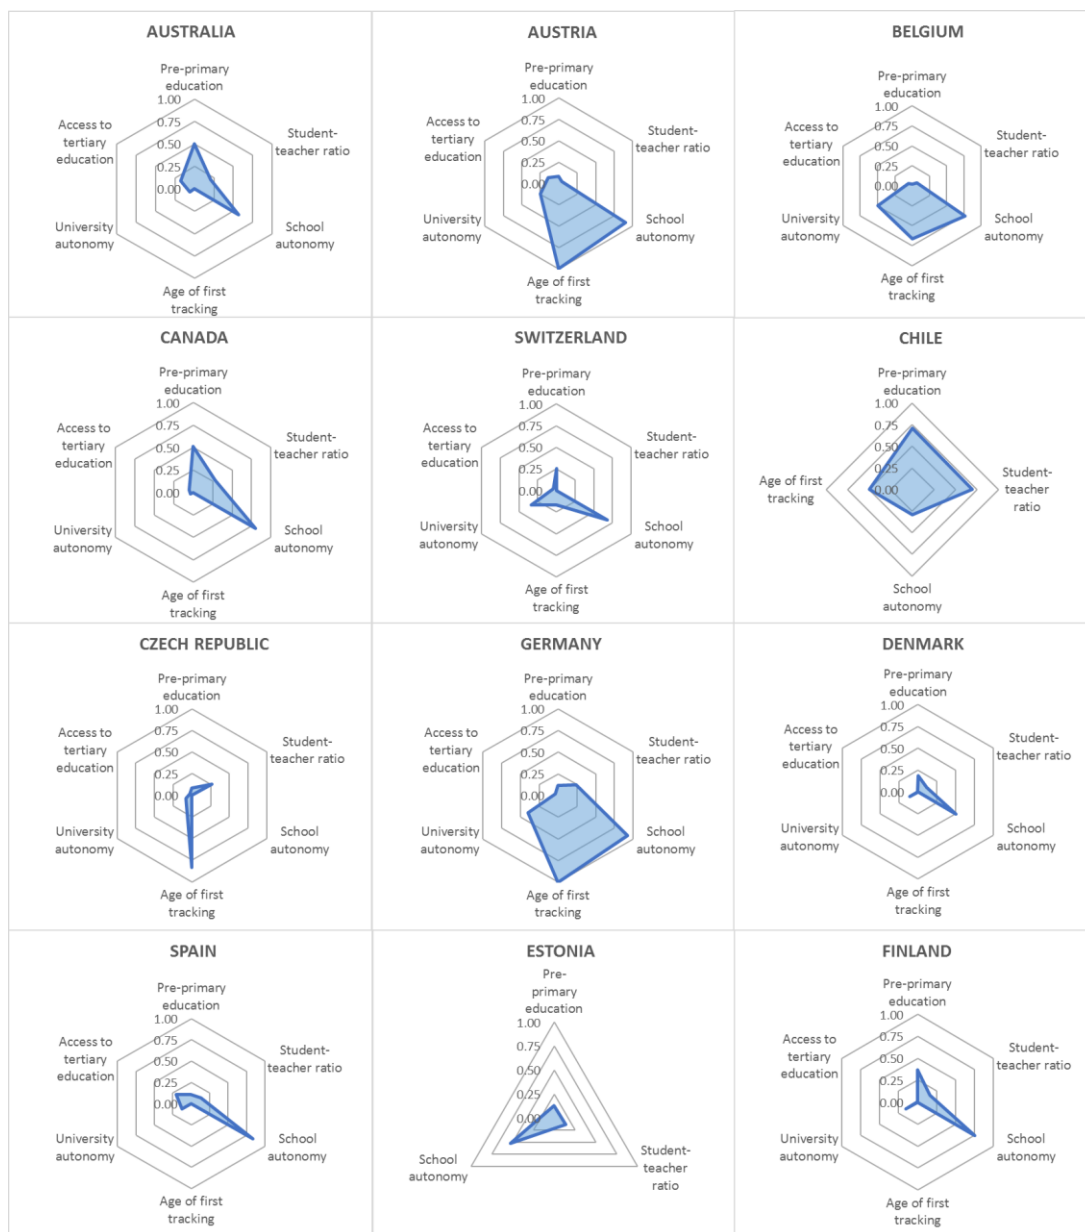 AUSTRALIA
Pre-primary
education
1.00
0.75
0.50
0.25
0.00
Access to
tertiary
education
Student-
teacher ratio
University
autonomy
School
autonomy
Age of first
tracking
AUSTRIA
Pre-primary
education
1.00
0.75
0.50
0.25
0.00
Access to
tertiary
education
Student-
teacher ratio
University
autonomy
School
autonomy
Age of first
tracking
BELGIUM
Pre-primary
education
1.00
0.75
0.50
0.25
0.00
Access to
tertiary
education
Student-
teacher ratio
University
autonomy
School
autonomy
Age of first
tracking
CANADA
Pre-primary
education
1.00
0.75
0.50
0.25
0.00
Access to
tertiary
education
Student-
teacher ratio
University
autonomy
School
autonomy
Age of first
tracking
SWITZERLAND
Pre-primary
education
1.00
0.75
0.50
0.25
0.00
Access to
tertiary
education
Student-
teacher ratio
University
autonomy
School
autonomy
Age of first
tracking
CHILE
Pre-primary
education
1.00
0.75
0.50
0.25
0.00
Age of first
tracking
Student-
teacher
ratio
School
autonomy
CZECH REPUBLIC
Pre-primary
education
1.00
0.75
0.50
0.25
0.00
Access to
tertiary
education
Student-
teacher ratio
University
autonomy
School
autonomy
Age of first
tracking
GERMANY
Pre-primary
education
1.00
0.75
0.50
0.25
0.00
Access to
tertiary
education
Student-
teacher ratio
University
autonomy
School
autonomy
Age of first
tracking
DENMARK
Pre-primary
education
1.00
0.75
0.50
0.25
0.00
Access to
tertiary
education
Student-
teacher ratio
University
autonomy
School
autonomy
Age of first
tracking
SPAIN
Pre-primary
education
1.00
0.75
0.50
0.25
0.00
Access to
tertiary
education
Student-
teacher ratio
University
autonomy
School
autonomy
Age of first
tracking
ESTONIA
Pre-
primary
education
1.00
0.75
0.50
0.25
0.00
School
autonomy
Student-
teacher
ratio
FINLAND
Pre-primary
education
1.00
0.75
0.50
0.25
0.00
Access to
tertiary
education
Student-
teacher ratio
University
autonomy
School
autonomy
Age of first
tracking